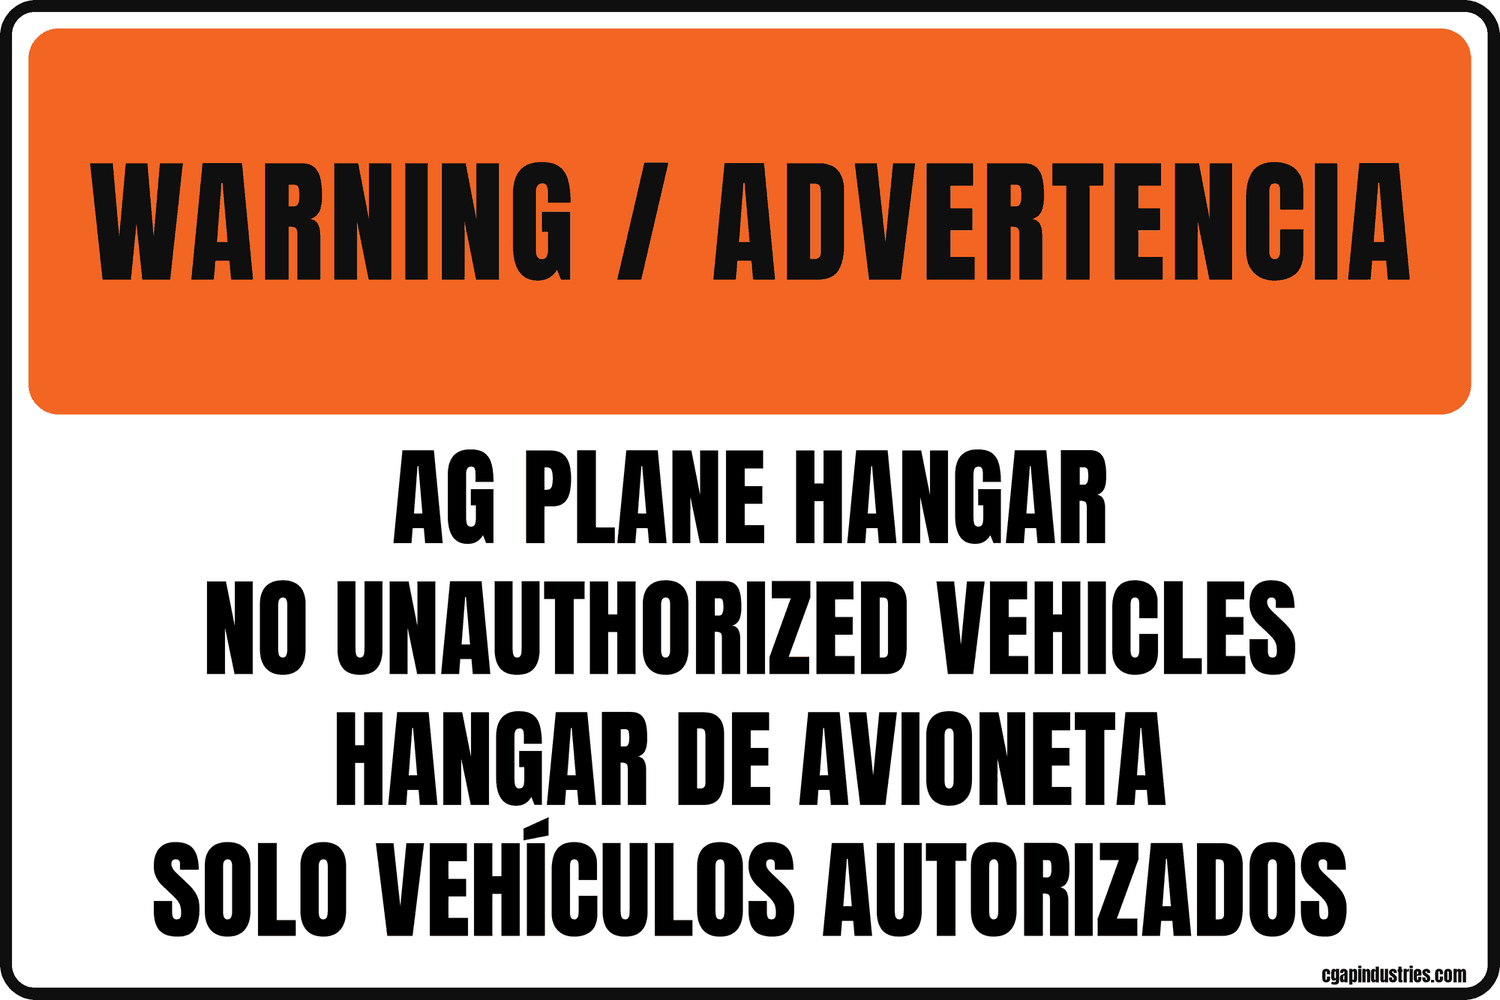 WARNING / ADVERTENCIA
AG PLANE HANGAR
NO UNAUTHORIZED VEHICLES
HANGAR DE AVIONETA
SOLO VEHÍCULOS AUTORIZADOS
cgapindustries.com